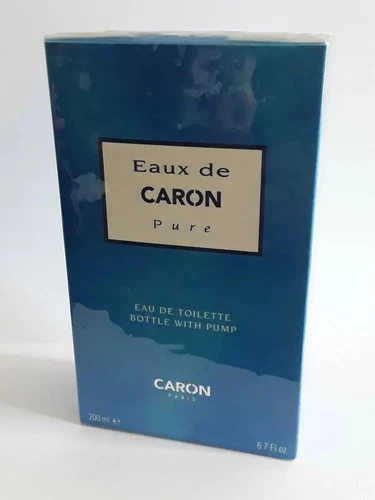 Eaux de
CARON
Pure
EAU DE TOILETTE
BOTTLE WITH PUMP
CARON
PARIS
200 ml ℮
6.7 Fl oz